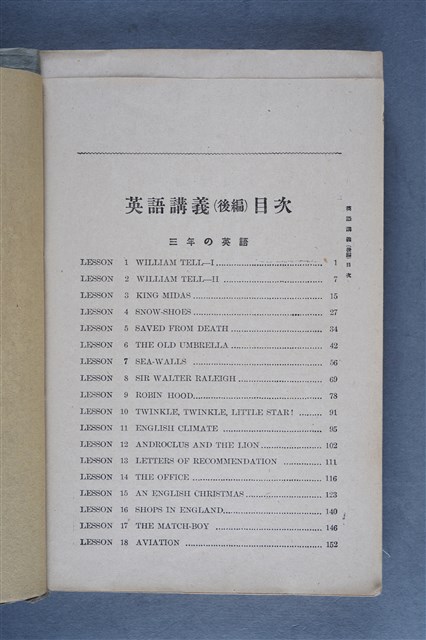 英語講義(後編)目次
三年の英語
LESSON 1 WILLIAM TELL—I 1
LESSON 2 WILLIAM TELL—II 7
LESSON 3 KING MIDAS 15
LESSON 4 SNOW-SHOES 27
LESSON 5 SAVED FROM DEATH 34
LESSON 6 THE OLD UMBRELLA 42
LESSON 7 SEA-WALLS 56
LESSON 8 SIR WALTER RALEIGH 69
LESSON 9 ROBIN HOOD 78
LESSON 10 TWINKLE, TWINKLE, LITTLE STAR! 91
LESSON 11 ENGLISH CLIMATE 95
LESSON 12 ANDROCLUS AND THE LION 102
LESSON 13 LETTERS OF RECOMMENDATION 111
LESSON 14 THE OFFICE 116
LESSON 15 AN ENGLISH CHRISTMAS 123
LESSON 16 SHOPS IN ENGLAND 140
LESSON 17 THE MATCH-BOY 146
LESSON 18 AVIATION 152
英語講義(後編)目次